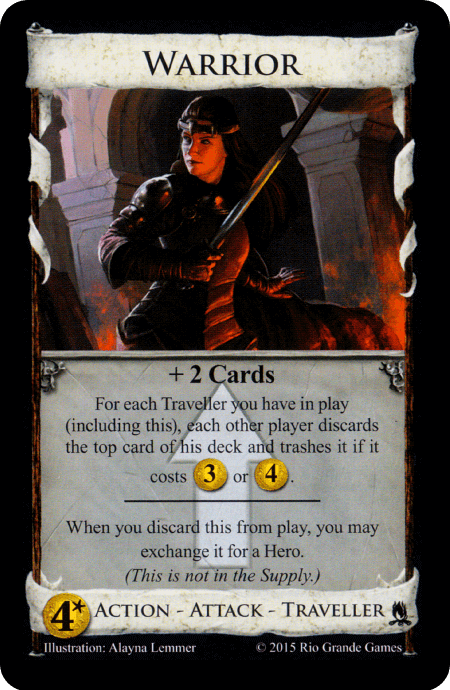 WARRIOR
+ 2 Cards
For each Traveller you have in play
(including this), each other player discards
the top card of his deck and trashes it if it
costs 3 or 4 .
When you discard this from play, you may
exchange it for a Hero.
(This is not in the Supply.)
4* ACTION - ATTACK - TRAVELLER
Illustration: Alayna Lemmer © 2015 Rio Grande Games